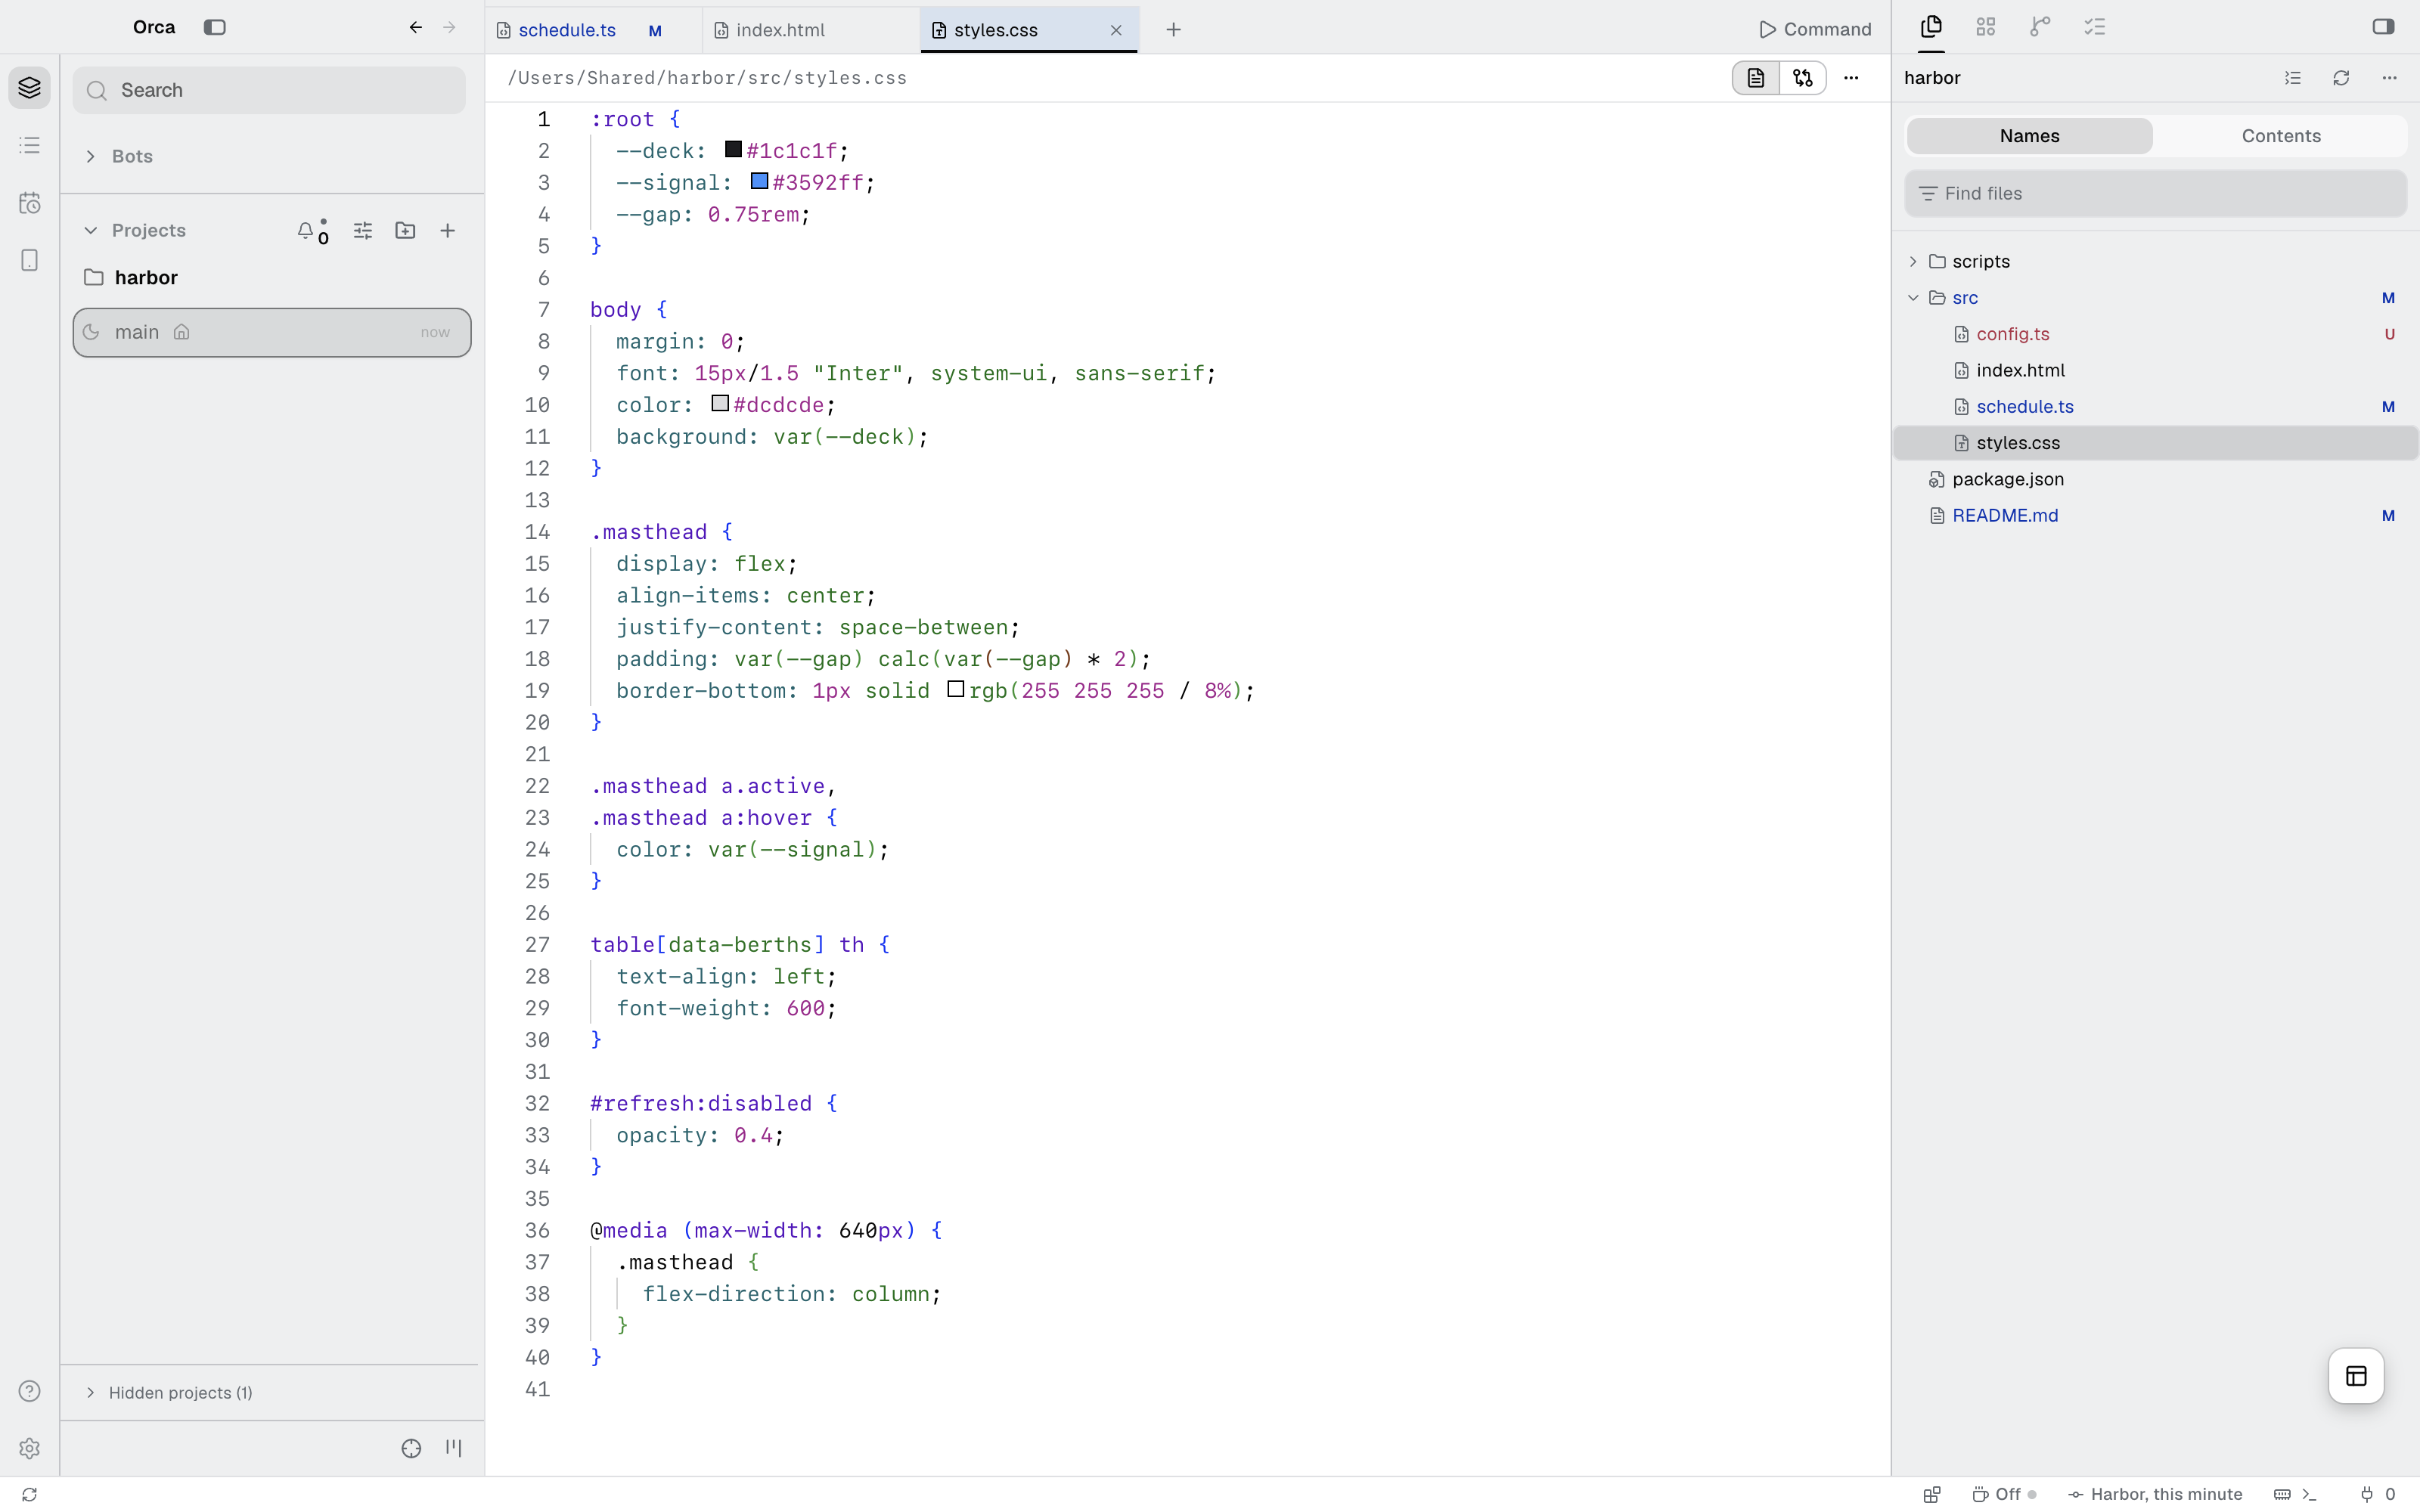 Orca
schedule.ts M
index.html
styles.css
Command
Search
Bots
Projects
0
harbor
main
now
Hidden projects (1)
/Users/Shared/harbor/src/styles.css
1 :root {
2 --deck: #1c1c1f;
3 --signal: #3592ff;
4 --gap: 0.75rem;
5 }
6
7 body {
8 margin: 0;
9 font: 15px/1.5 "Inter", system-ui, sans-serif;
10 color: #dcdcde;
11 background: var(--deck);
12 }
13
14 .masthead {
15 display: flex;
16 align-items: center;
17 justify-content: space-between;
18 padding: var(--gap) calc(var(--gap) * 2);
19 border-bottom: 1px solid rgb(255 255 255 / 8%);
20 }
21
22 .masthead a.active,
23 .masthead a:hover {
24 color: var(--signal);
25 }
26
27 table[data-berths] th {
28 text-align: left;
29 font-weight: 600;
30 }
31
32 #refresh:disabled {
33 opacity: 0.4;
34 }
35
36 @media (max-width: 640px) {
37 .masthead {
38 flex-direction: column;
39 }
40 }
41
harbor
Names
Contents
Find files
scripts
src M
config.ts U
index.html
schedule.ts M
styles.css
package.json
README.md M
Off
Harbor, this minute
0